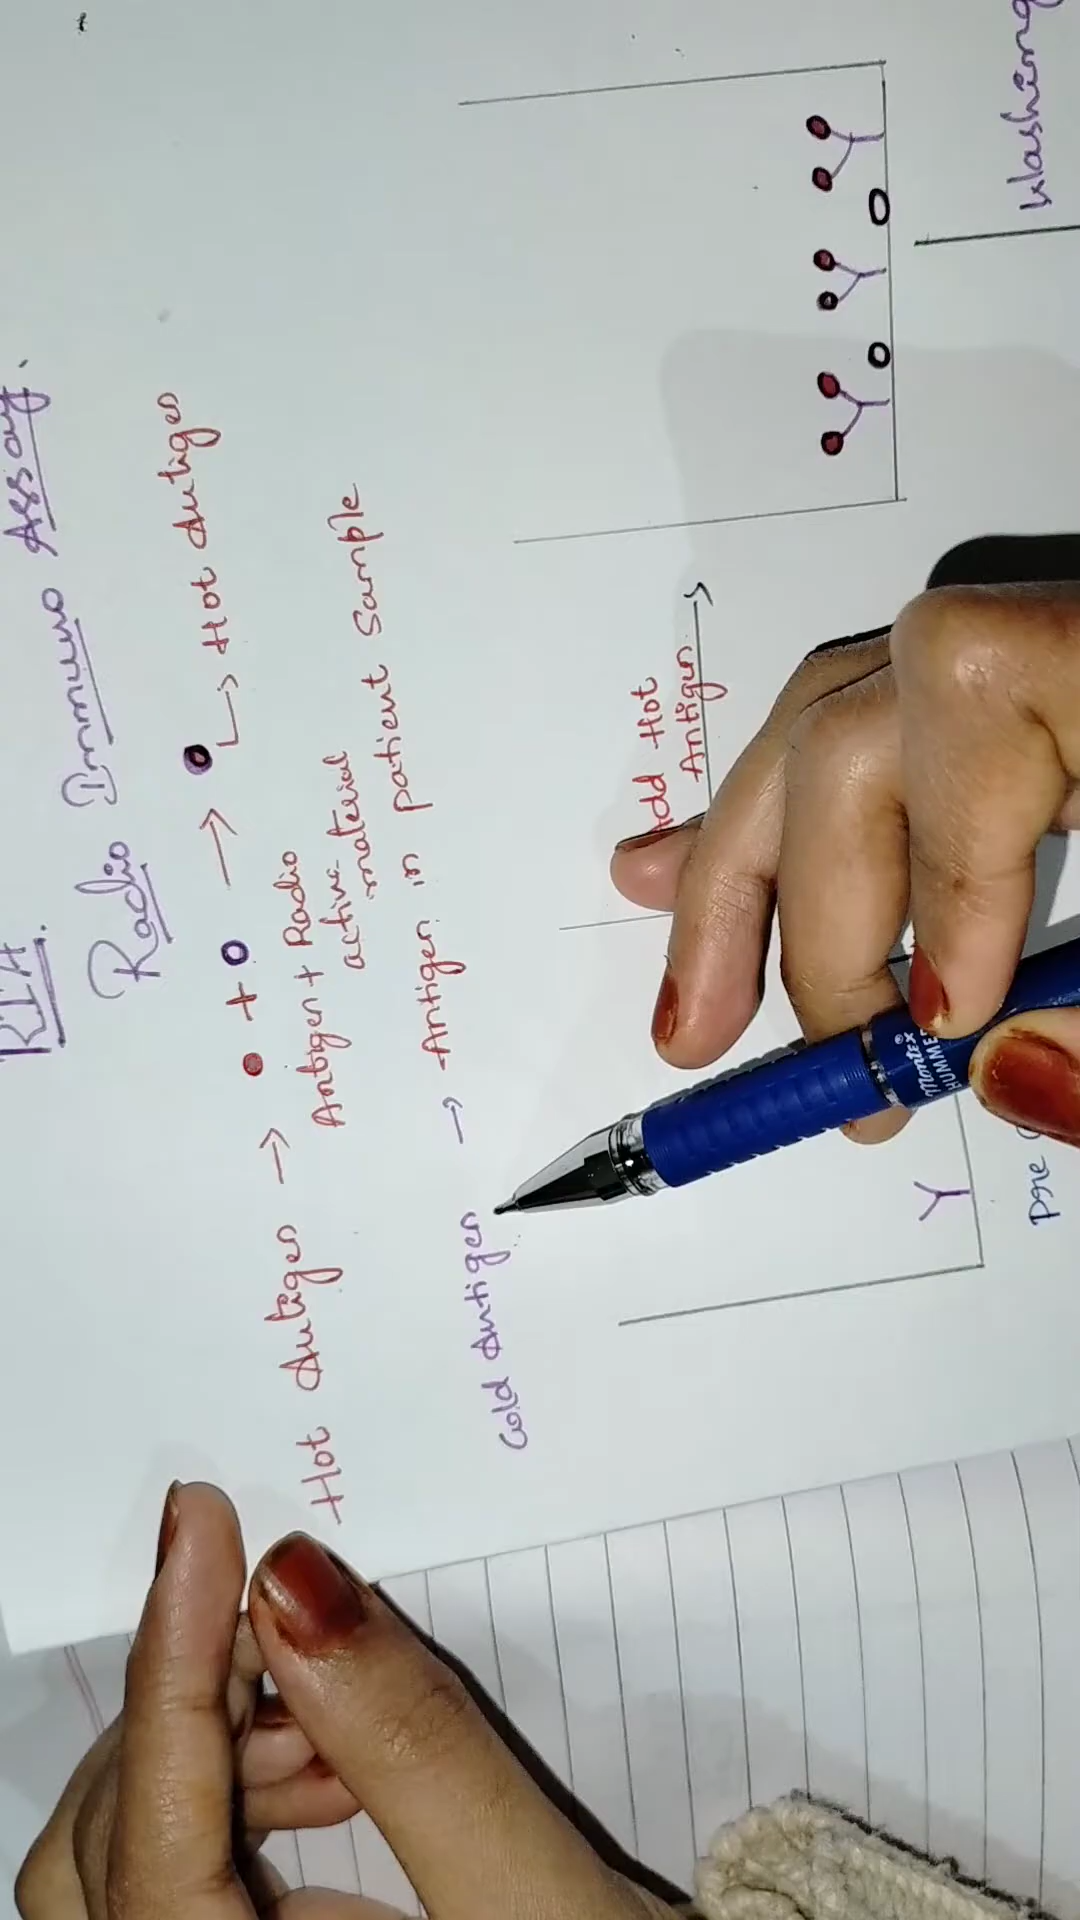 RIA.
Radio Immuno Assay.
+ →
↳ Hot Antigen
Hot Antigen → Antigen + Radio
active
material
Cold Antigen → Antigen in patient Sample
Add Hot
Antigen
Y
Pre
Washing
Montex®
HUMME